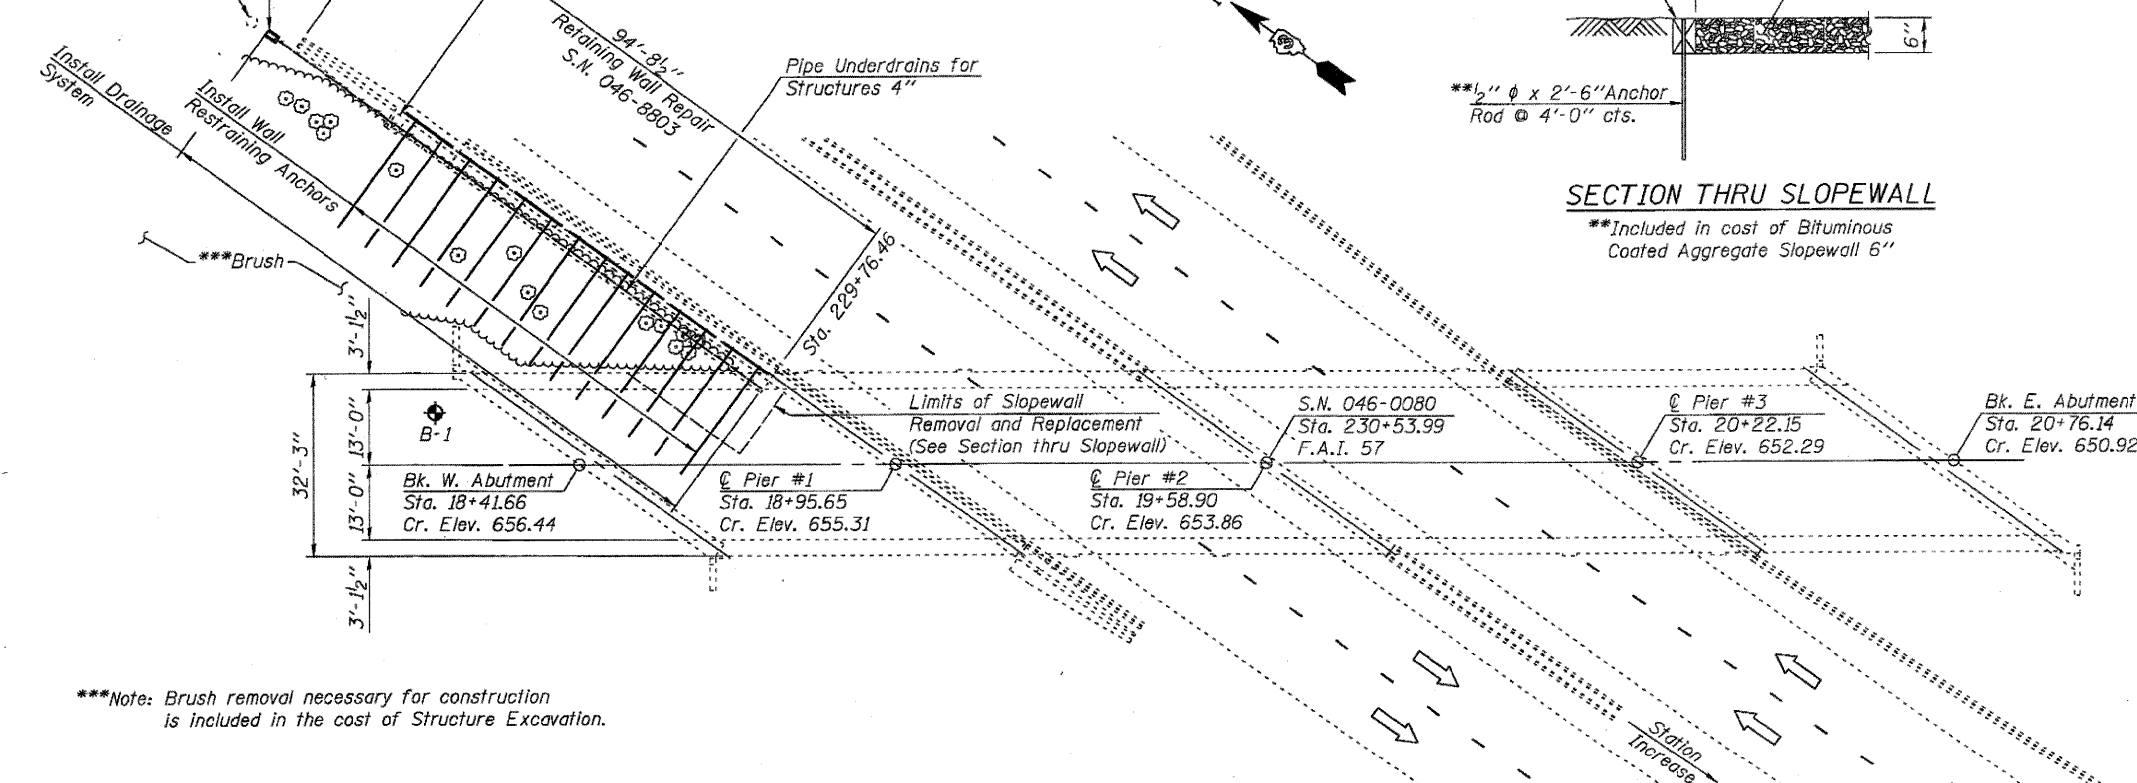 Install Drainage
System
Install Wall
Restraining Anchors
94'-8½"
Retaining Wall Repair
S.N. 046-8803
Pipe Underdrains for
Structures 4"
6"
**½" ϕ x 2'-6" Anchor
Rod @ 4'-0" cts.
SECTION THRU SLOPEWALL
**Included in cost of Bituminous
Coated Aggregate Slopewall 6"
***Brush
Sta. 229+76.46
3'-1½"
13'-0"
32'-3"
13'-0"
3'-1½"
B-1
Limits of Slopewall
Removal and Replacement
(See Section thru Slopewall)
S.N. 046-0080
Sta. 230+53.99
F.A.I. 57
℄ Pier #3
Sta. 20+22.15
Cr. Elev. 652.29
Bk. E. Abutment
Sta. 20+76.14
Cr. Elev. 650.92
Bk. W. Abutment
Sta. 18+41.66
Cr. Elev. 656.44
℄ Pier #1
Sta. 18+95.65
Cr. Elev. 655.31
℄ Pier #2
Sta. 19+58.90
Cr. Elev. 653.86
***Note: Brush removal necessary for construction
is included in the cost of Structure Excavation.
Station
Increase